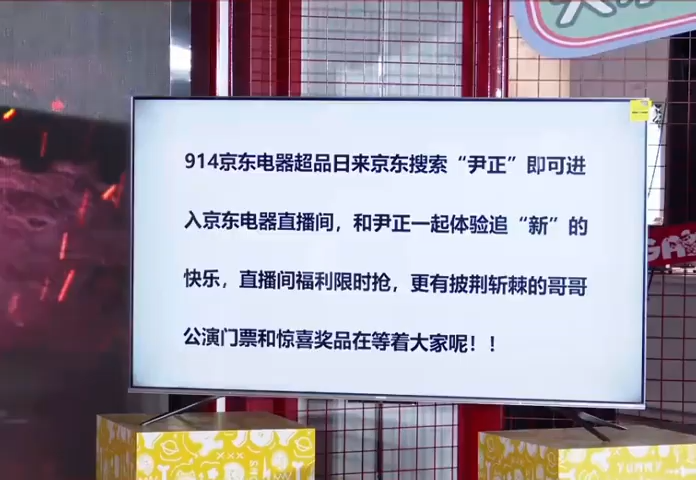 914京东电器超品日来京东搜索“尹正”即可进
入京东电器直播间，和尹正一起体验追“新”的
快乐，直播间福利限时抢，更有披荆斩棘的哥哥
公演门票和惊喜奖品在等着大家呢！！
YUMMY